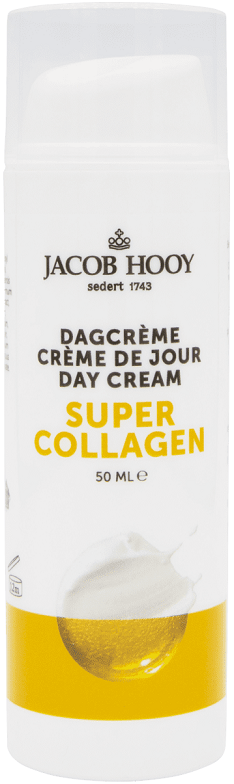 JACOB HOOY
sedert 1743
DAGCRÈME
CRÈME DE JOUR
DAY CREAM
SUPER
COLLAGEN
50 ML ℮